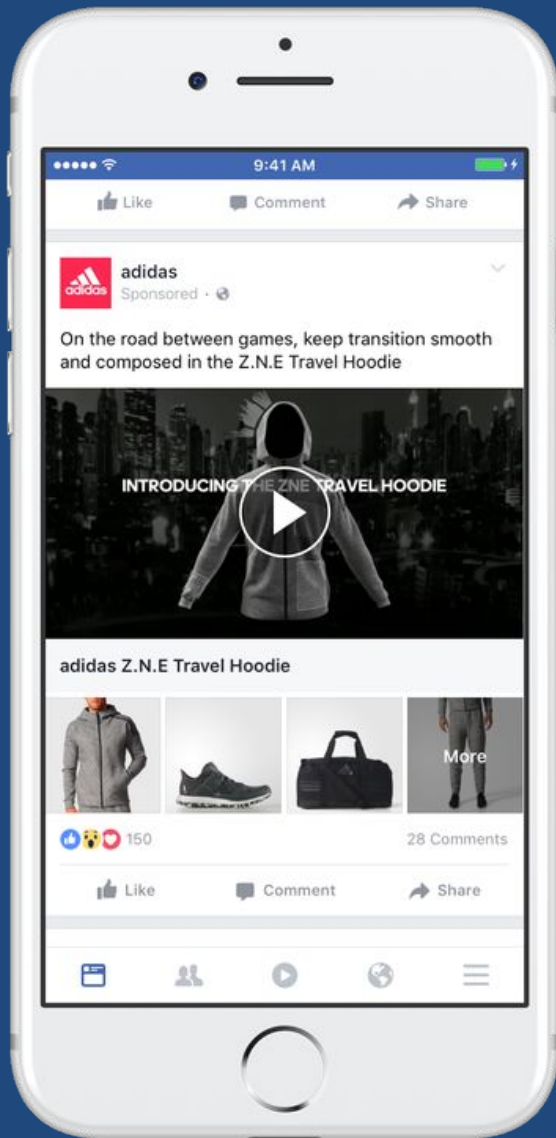 9:41 AM
Like Comment Share
adidas
adidas
Sponsored
On the road between games, keep transition smooth
and composed in the Z.N.E Travel Hoodie
INTRODUCING THE ZNE TRAVEL HOODIE
adidas Z.N.E Travel Hoodie
More
150 28 Comments
Like Comment Share